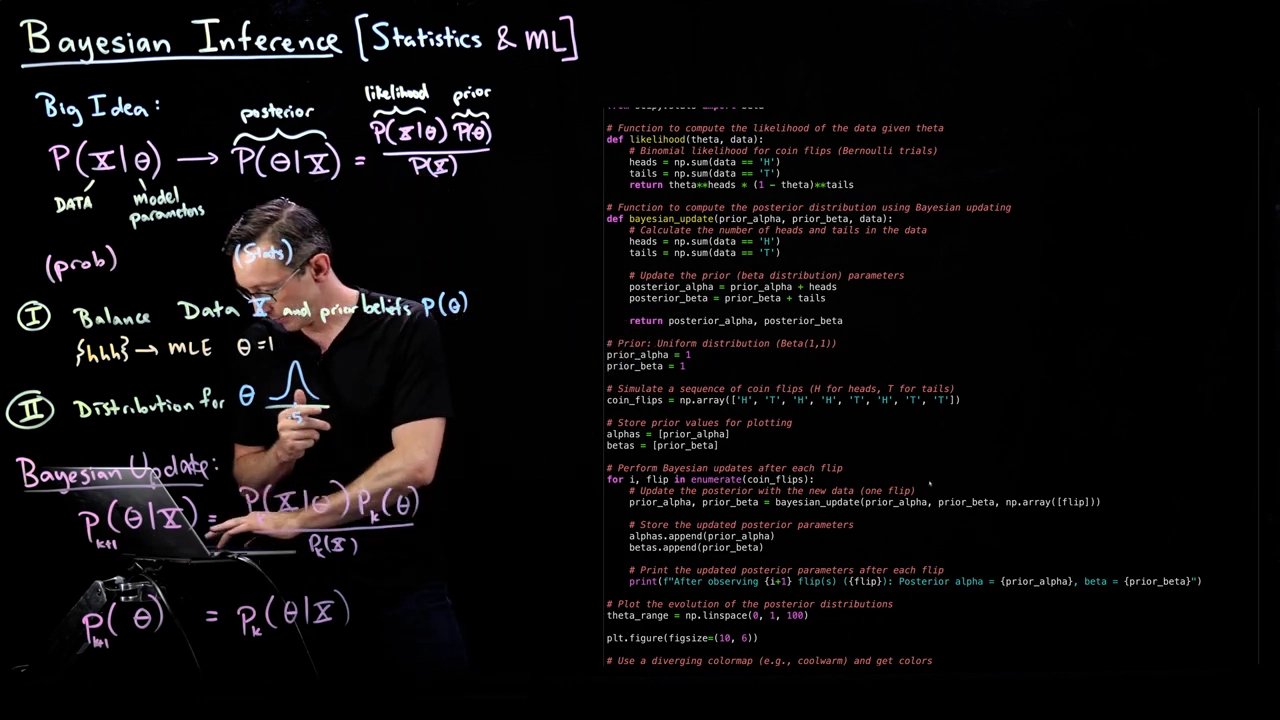 Bayesian Inference [Statistics & ML]
Big Idea:
posterior
likelihood prior
P(X|θ) → P(θ|X) = P(X|θ) P(θ)
P(X)
DATA
model
parameters
(prob)
(Stats)
I Balance Data X and prior beliefs P(θ)
{hhh} → MLE θ=1
II Distribution for θ
.5
Bayesian Update:
P_{k+1}(θ|X) = P_k(X|θ) P_k(θ)
P_k(X)
P_{k+1}(θ) = P_k(θ|X)
# Function to compute the likelihood of the data given theta
def likelihood(theta, data):
    # Binomial likelihood for coin flips (Bernoulli trials)
    heads = np.sum(data == 'H')
    tails = np.sum(data == 'T')
    return theta**heads * (1 - theta)**tails
# Function to compute the posterior distribution using Bayesian updating
def bayesian_update(prior_alpha, prior_beta, data):
    # Calculate the number of heads and tails in the data
    heads = np.sum(data == 'H')
    tails = np.sum(data == 'T')
    # Update the prior (beta distribution) parameters
    posterior_alpha = prior_alpha + heads
    posterior_beta = prior_beta + tails
    return posterior_alpha, posterior_beta
# Prior: Uniform distribution (Beta(1,1))
prior_alpha = 1
prior_beta = 1
# Simulate a sequence of coin flips (H for heads, T for tails)
coin_flips = np.array(['H', 'T', 'H', 'H', 'T', 'H', 'T', 'T'])
# Store prior values for plotting
alphas = [prior_alpha]
betas = [prior_beta]
# Perform Bayesian updates after each flip
for i, flip in enumerate(coin_flips):
    # Update the posterior with the new data (one flip)
    prior_alpha, prior_beta = bayesian_update(prior_alpha, prior_beta, np.array([flip]))
    # Store the updated posterior parameters
    alphas.append(prior_alpha)
    betas.append(prior_beta)
    # Print the updated posterior parameters after each flip
    print(f"After observing {i+1} flip(s) ({flip}): Posterior alpha = {prior_alpha}, beta = {prior_beta}")
# Plot the evolution of the posterior distributions
theta_range = np.linspace(0, 1, 100)
plt.figure(figsize=(10, 6))
# Use a diverging colormap (e.g., coolwarm) and get colors